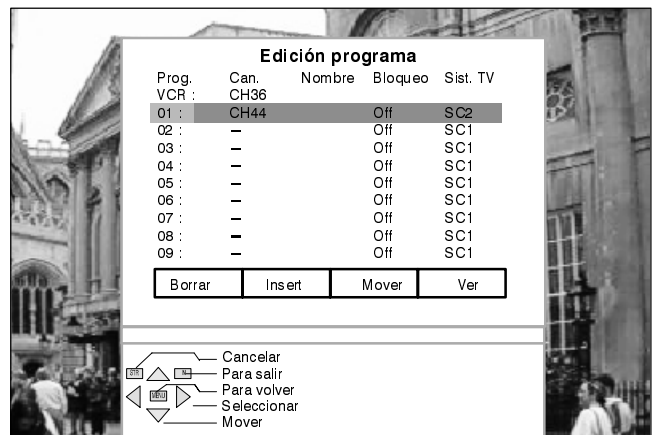 Edición programa
Prog. Can. Nombre Bloqueo Sist. TV
VCR : CH36
01 : CH44 Off SC2
02 : – Off SC1
03 : – Off SC1
04 : – Off SC1
05 : – Off SC1
06 : – Off SC1
07 : – Off SC1
08 : – Off SC1
09 : – Off SC1
Borrar Insert Mover Ver
Cancelar
STR Para salir
MENU Para volver
Seleccionar
Mover